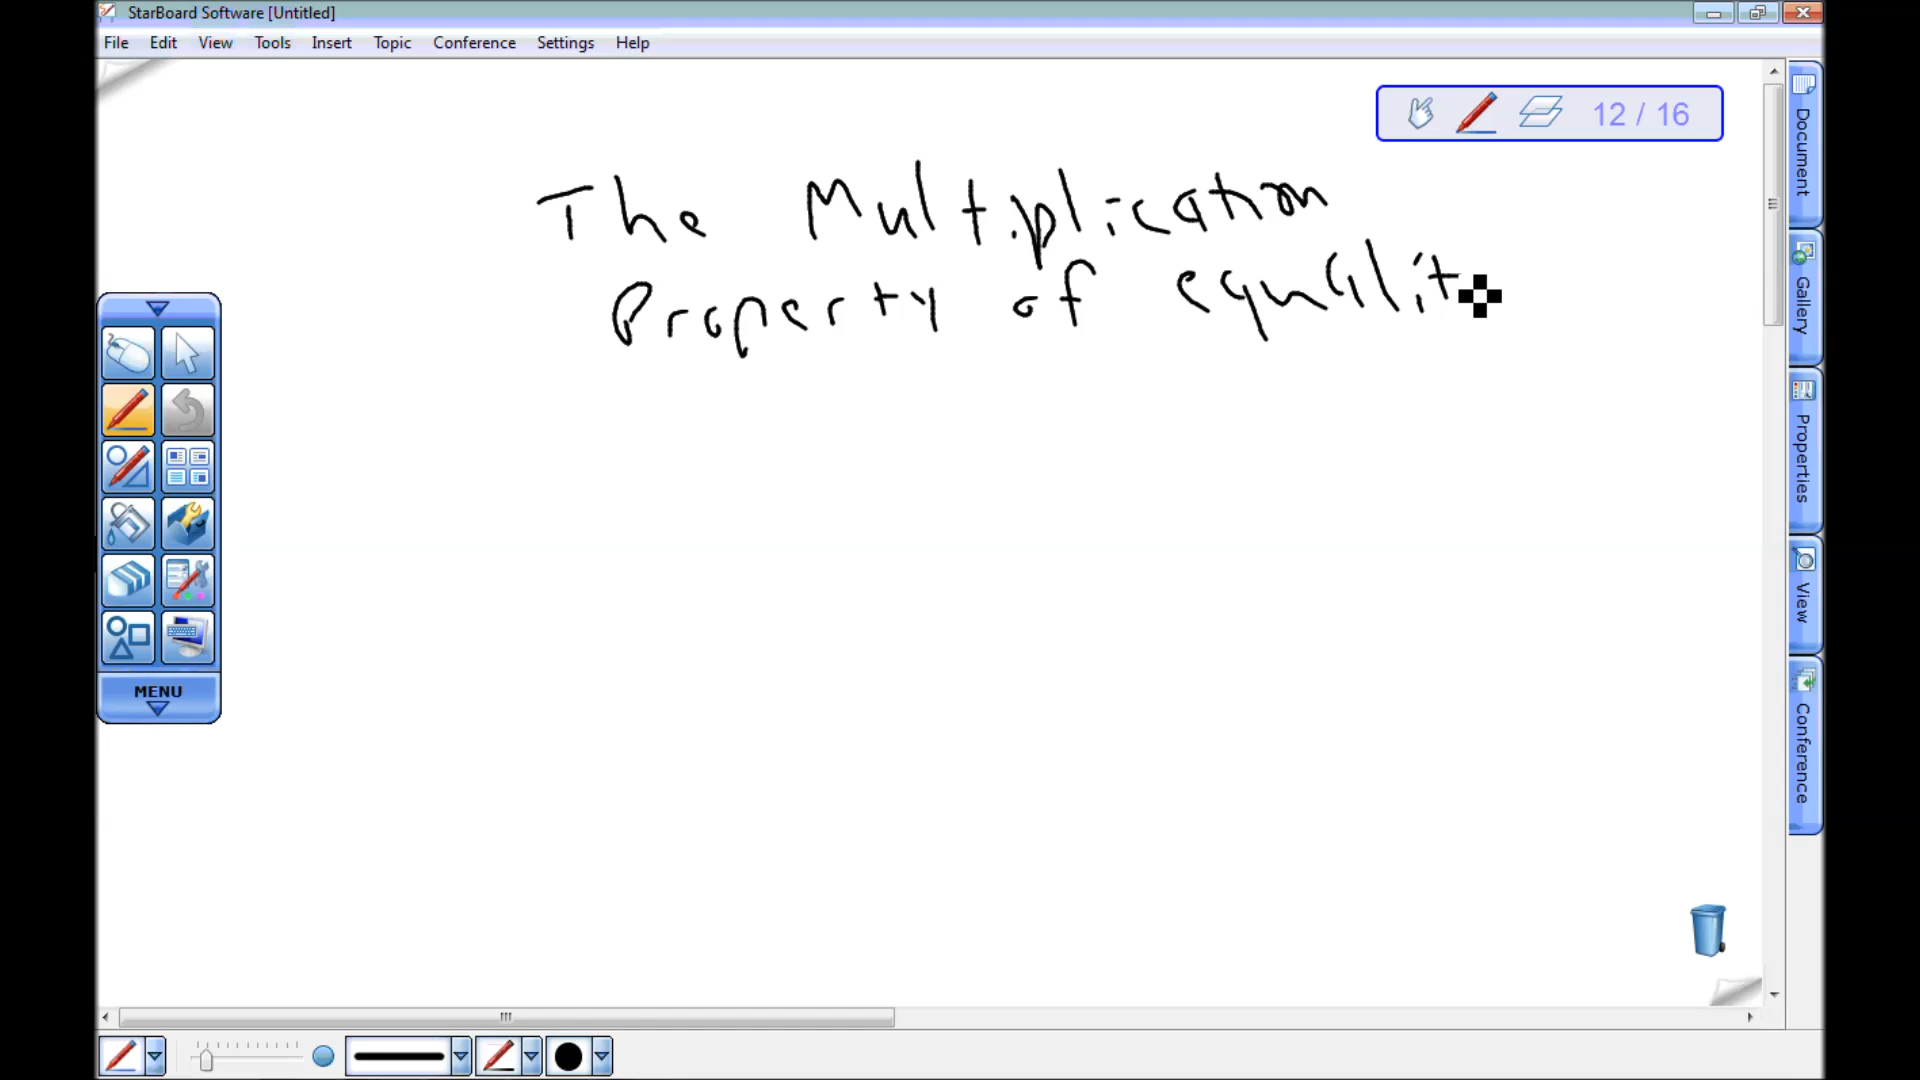 StarBoard Software [Untitled]
File Edit View Tools Insert Topic Conference Settings Help
12 / 16
The Multiplication
Property of equalit
MENU
Document
Gallery
Properties
View
Conference